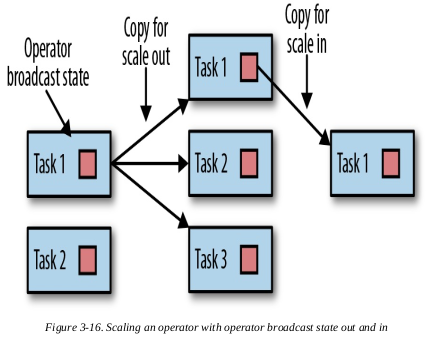 Operator
broadcast state
Copy for
scale out
Copy for
scale in
Task 1
Task 2
Task 1
Task 2
Task 3
Task 1
Figure 3-16. Scaling an operator with operator broadcast state out and in